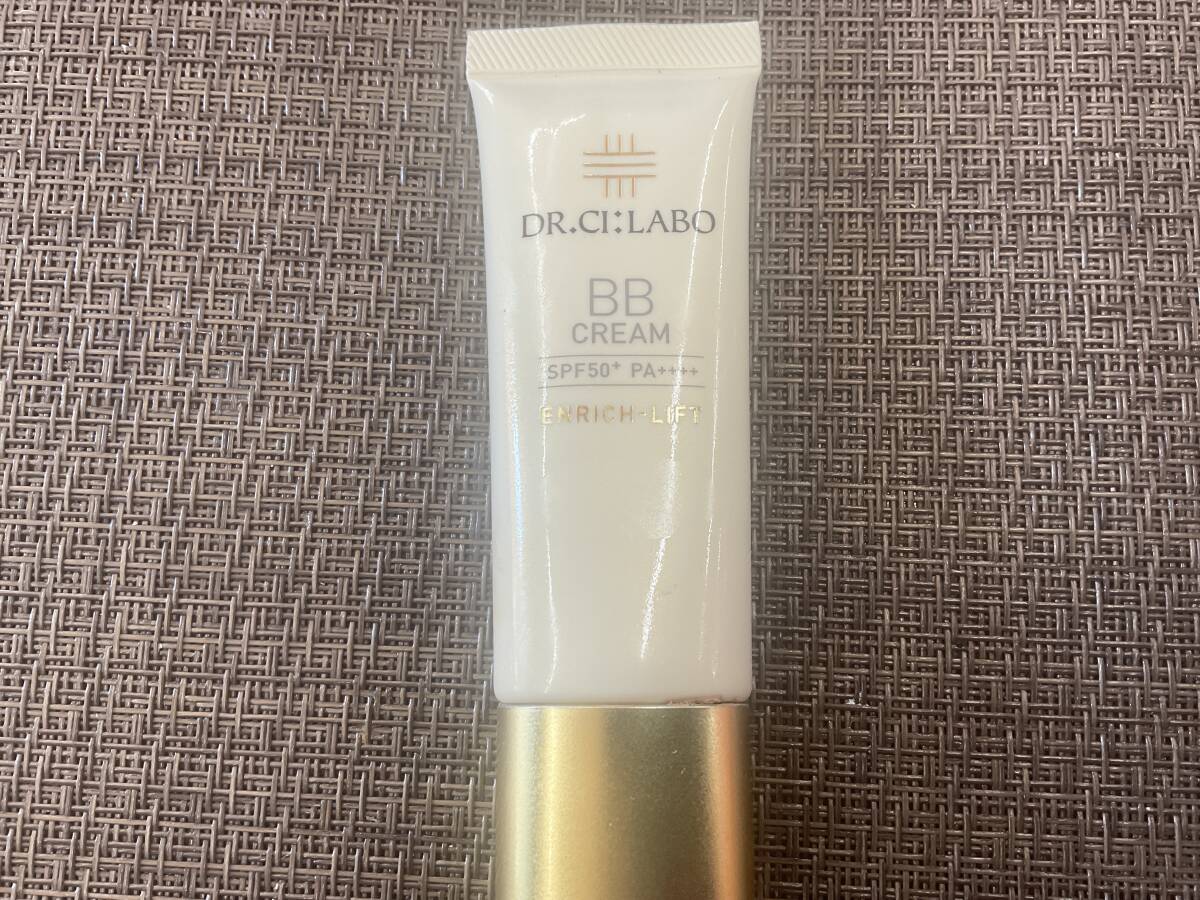 DR.CI:LABO
BB
CREAM
SPF50+ PA++++
ENRICH-LIFT